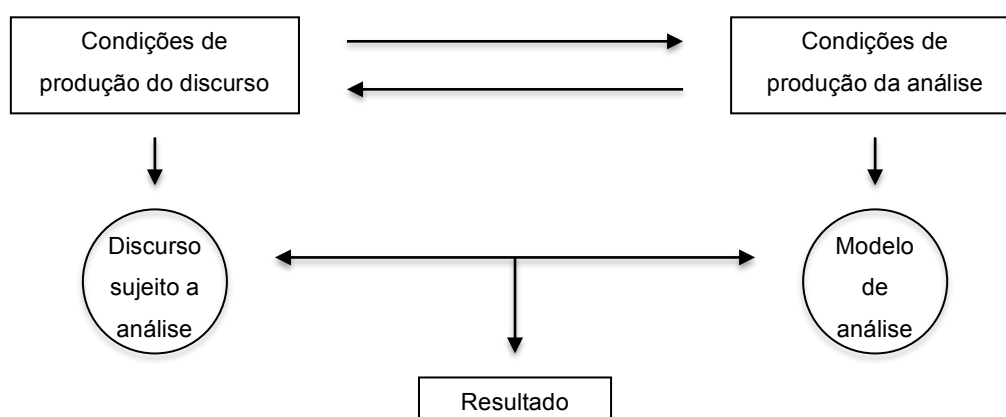 Condições de
produção do discurso
Condições de
produção da análise
Discurso
sujeito a
análise
Modelo
de
análise
Resultado